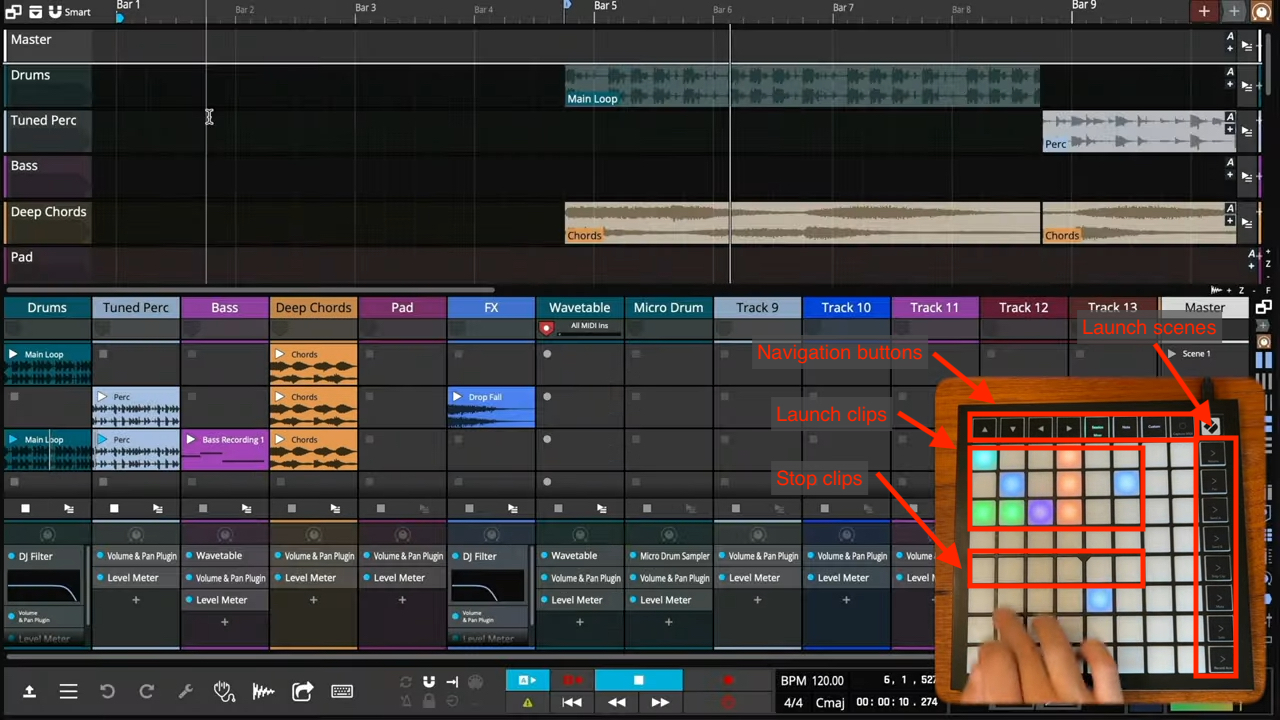 Smart
Bar 1
Bar 2
Bar 3
Bar 4
Bar 5
Bar 6
Bar 7
Bar 8
Bar 9
Master
A
Drums
Main Loop
A
Tuned Perc
Perc
A
Bass
A
Deep Chords
Chords
Chords
A
Pad
A
Z
+ Z - F
Drums
Tuned Perc
Bass
Deep Chords
Pad
FX
Wavetable
Micro Drum
Track 9
Track 10
Track 11
Track 12
Track 13
Master
All MIDI Ins
Launch scenes
Navigation buttons
Launch clips
Stop clips
Main Loop
Chords
Scene 1
Perc
Chords
Drop Fall
Main Loop
Perc
Bass Recording 1
Chords
DJ Filter
Volume & Pan Plugin
Wavetable
Volume & Pan Plugin
Volume & Pan Plugin
DJ Filter
Wavetable
Micro Drum Sampler
Volume & Pan Plugin
Volume & Pan Plugin
Volume
Level Meter
Volume & Pan Plugin
Level Meter
Level Meter
Volume & Pan Plugin
Level Meter
Level Meter
Level Meter
Level
Level Meter
Level Meter
Level Meter
Volume
& Pan Plugin
Volume
& Pan Plugin
Level Meter
Level Meter
A
BPM 120.00
6, 1, 527
4/4 Cmaj
00: 00: 10. 274